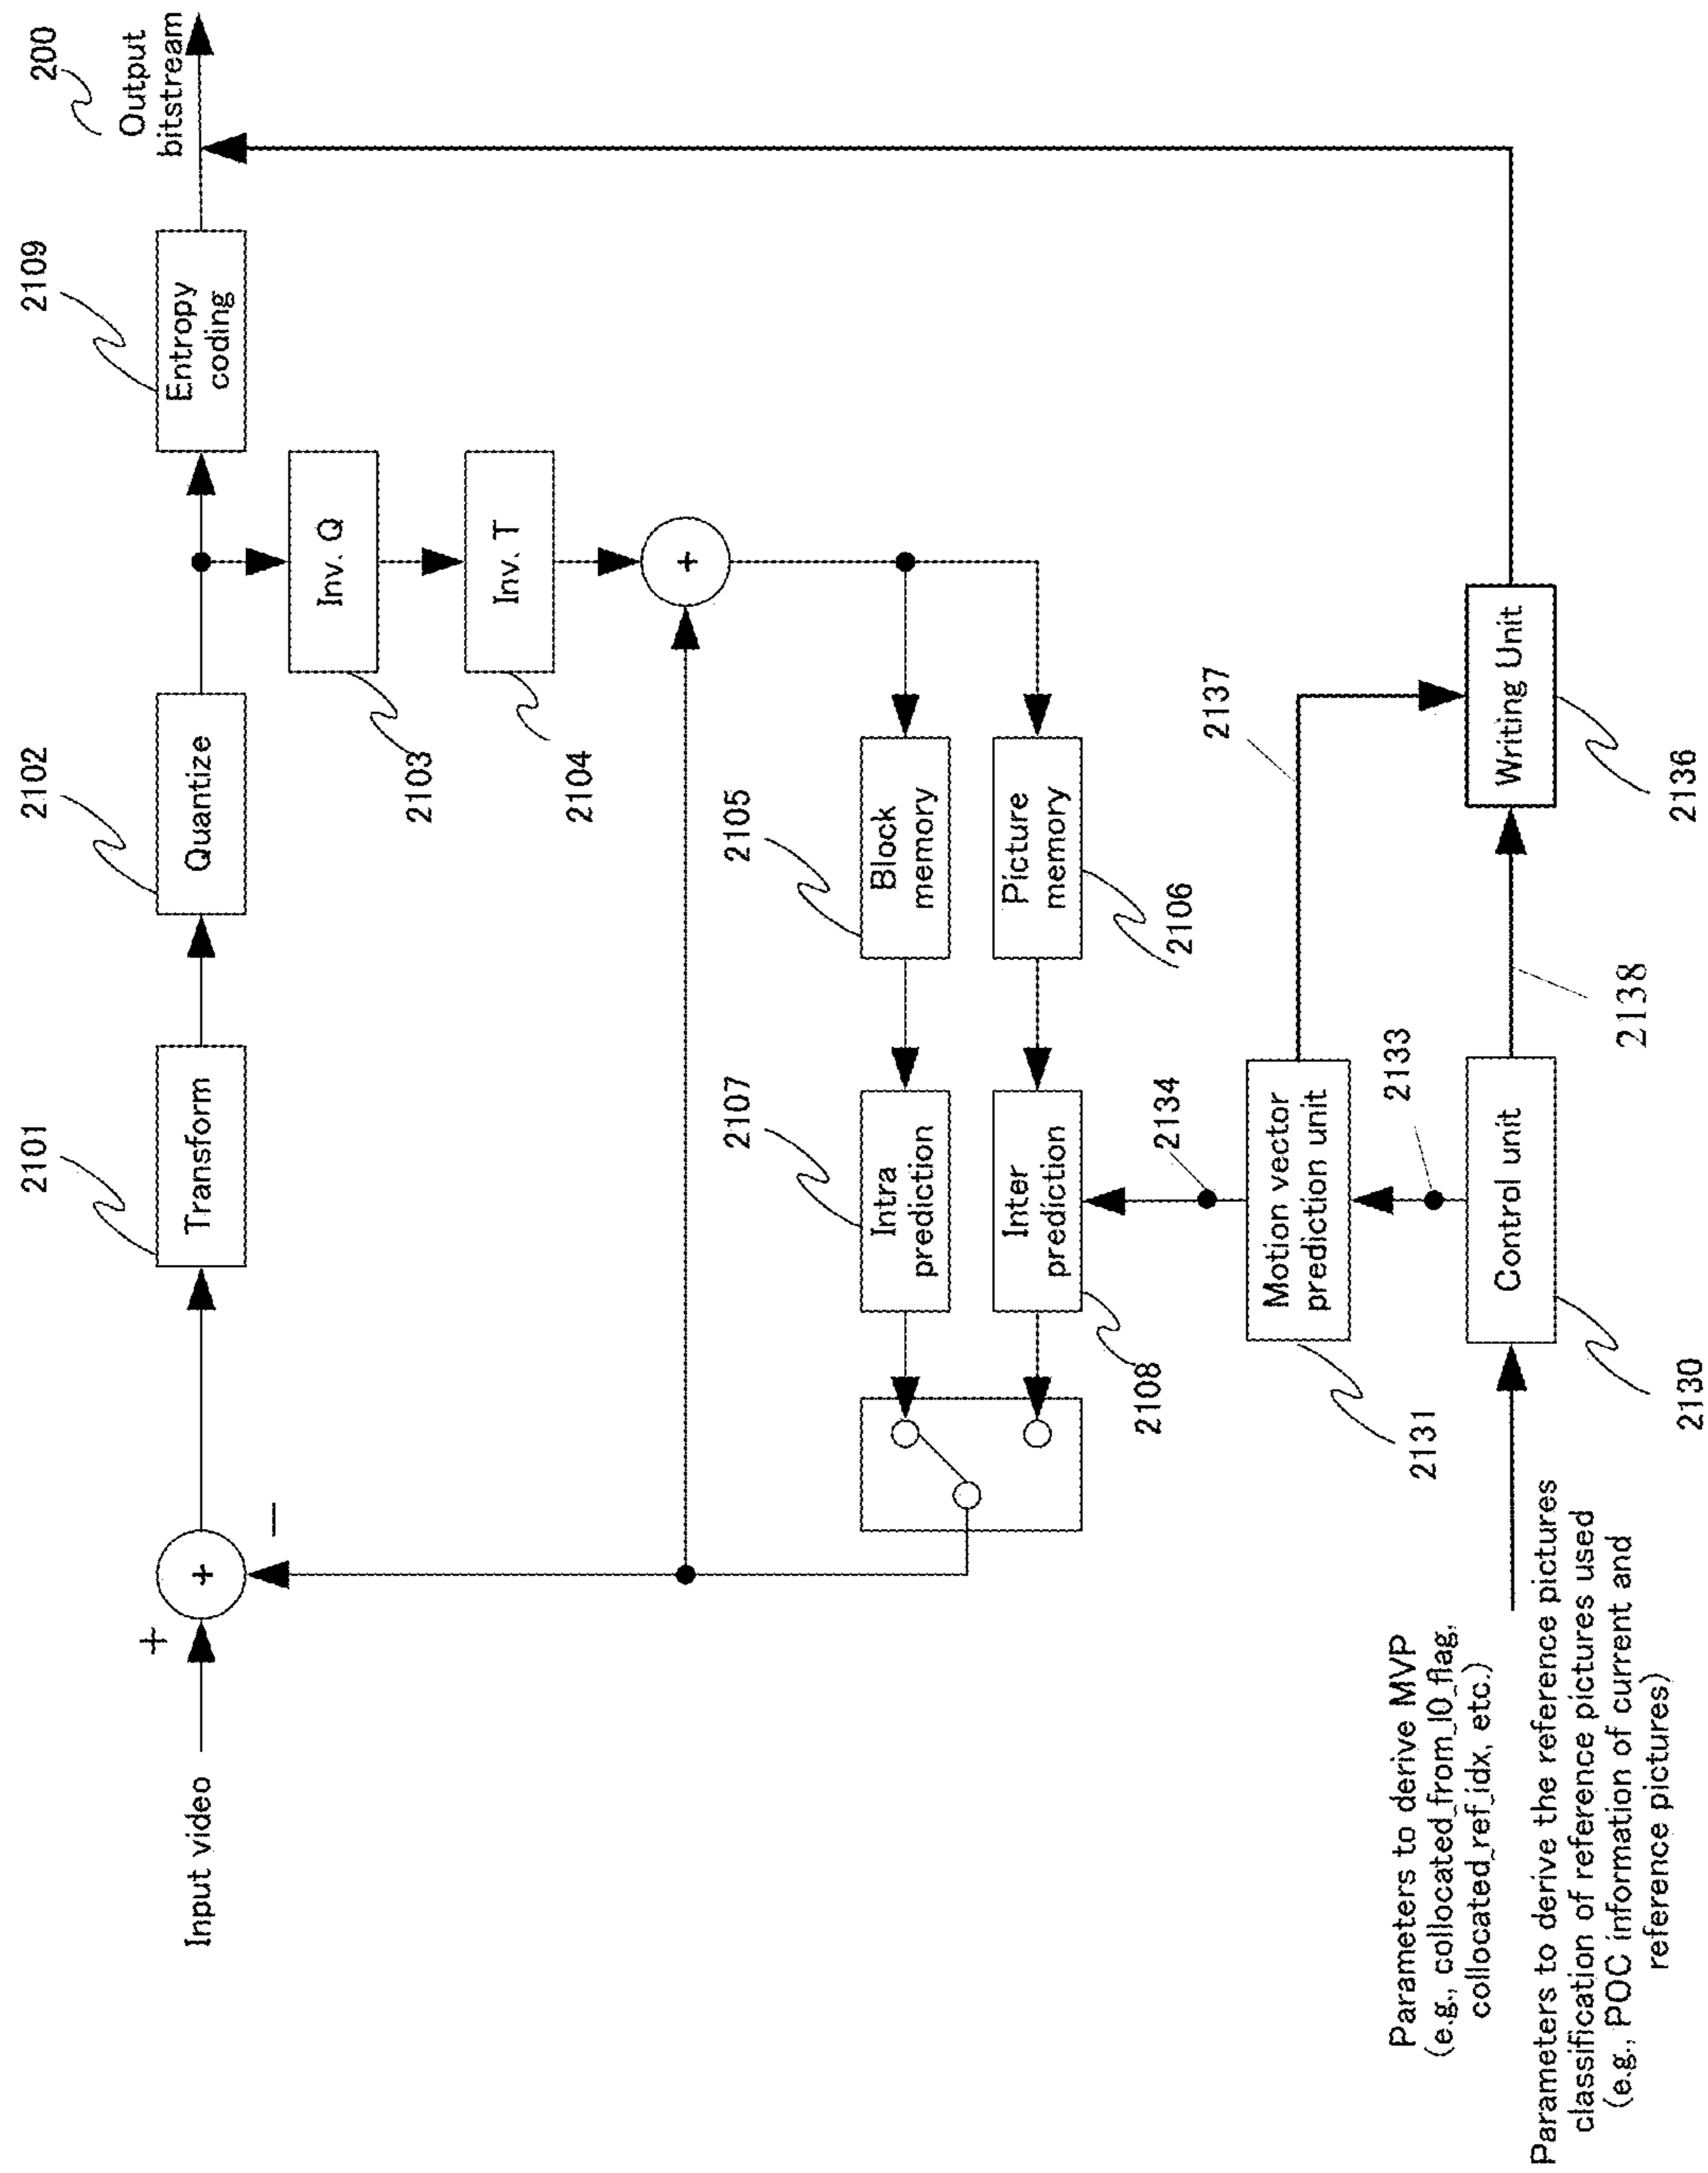 200
Output
bitstream
2109
Entropy
coding
2102
Quantize
2101
Transform
+
+
−
Input video
Inv. Q
2103
Inv. T
2104
+
2105
Block
memory
Picture
memory
2106
2107
Intra
prediction
Inter
prediction
2108
2134
Motion vector
prediction unit
2131
2133
2137
Control unit
2130
2138
Writing Unit
2136
Parameters to derive MVP
(e.g., collocated_from_l0_flag,
collocated_ref_idx, etc.)
Parameters to derive the reference pictures
classification of reference pictures used
(e.g., POC information of current and
reference pictures)